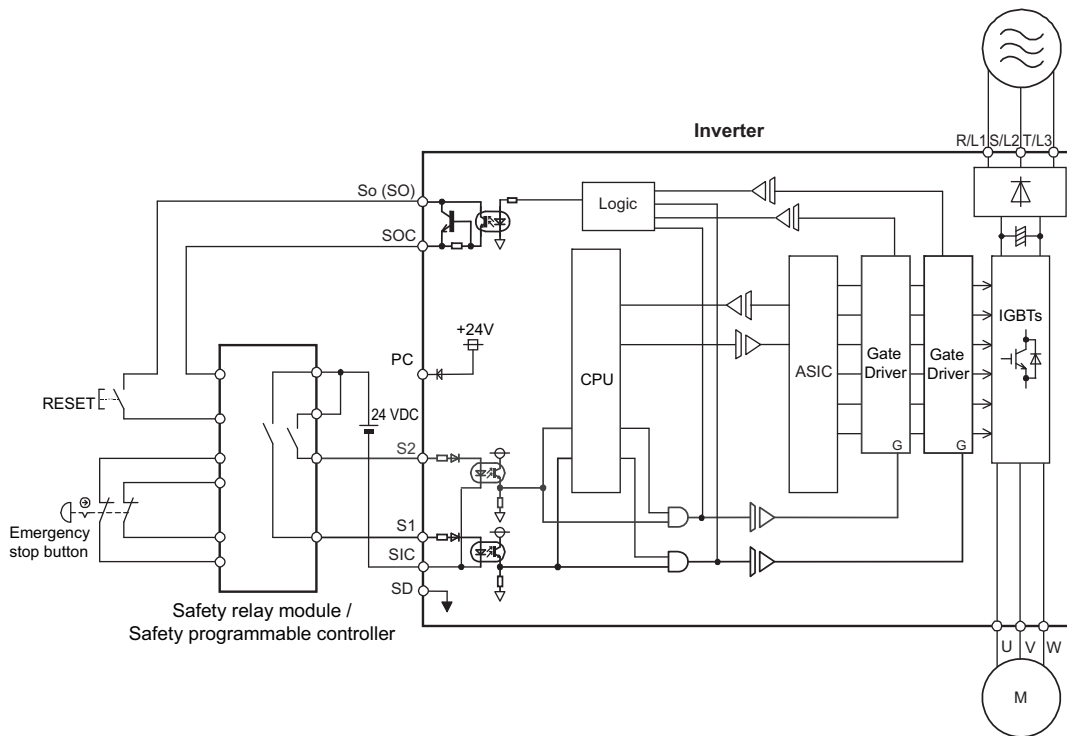 Inverter
R/L1 S/L2 T/L3
So (SO)
Logic
SOC
+24V
PC
IGBTs
CPU
ASIC
Gate
Driver
Gate
Driver
RESET
24 VDC
S2
G
G
Emergency
stop button
S1
SIC
SD
Safety relay module /
Safety programmable controller
U V W
M